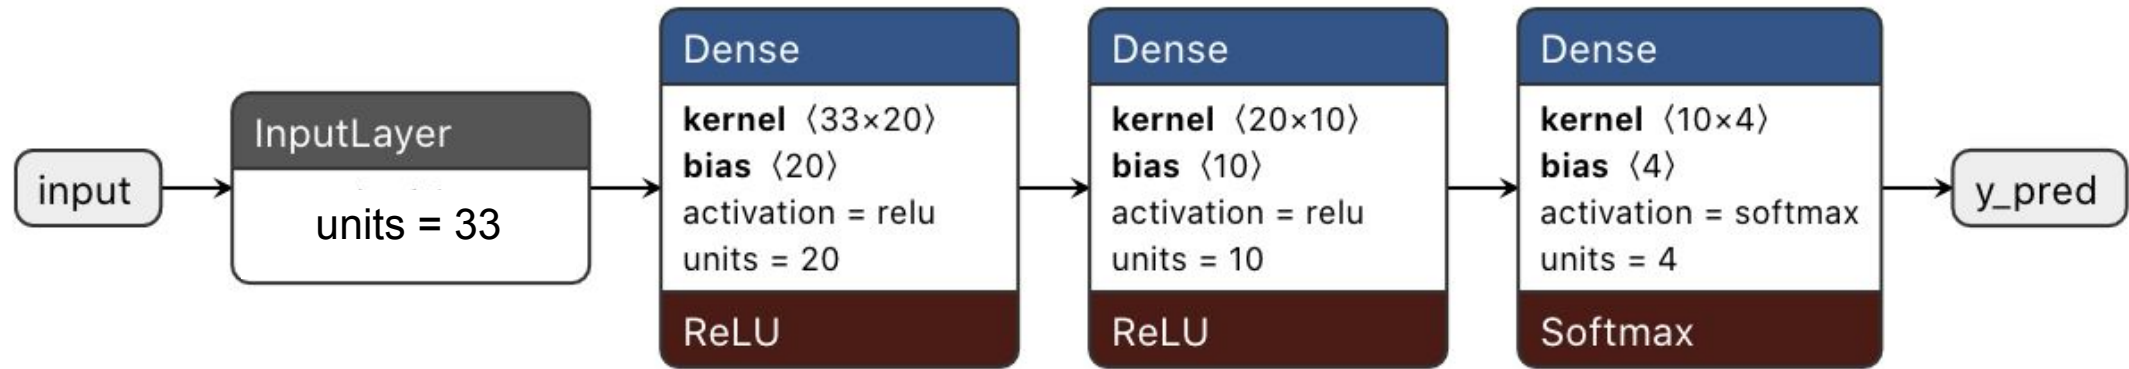 input
InputLayer
units = 33
Dense
kernel ⟨33×20⟩
bias ⟨20⟩
activation = relu
units = 20
ReLU
Dense
kernel ⟨20×10⟩
bias ⟨10⟩
activation = relu
units = 10
ReLU
Dense
kernel ⟨10×4⟩
bias ⟨4⟩
activation = softmax
units = 4
Softmax
y_pred